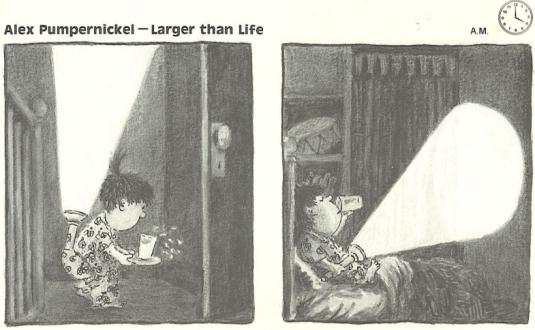 Alex Pumpernickel — Larger than Life
A.M.